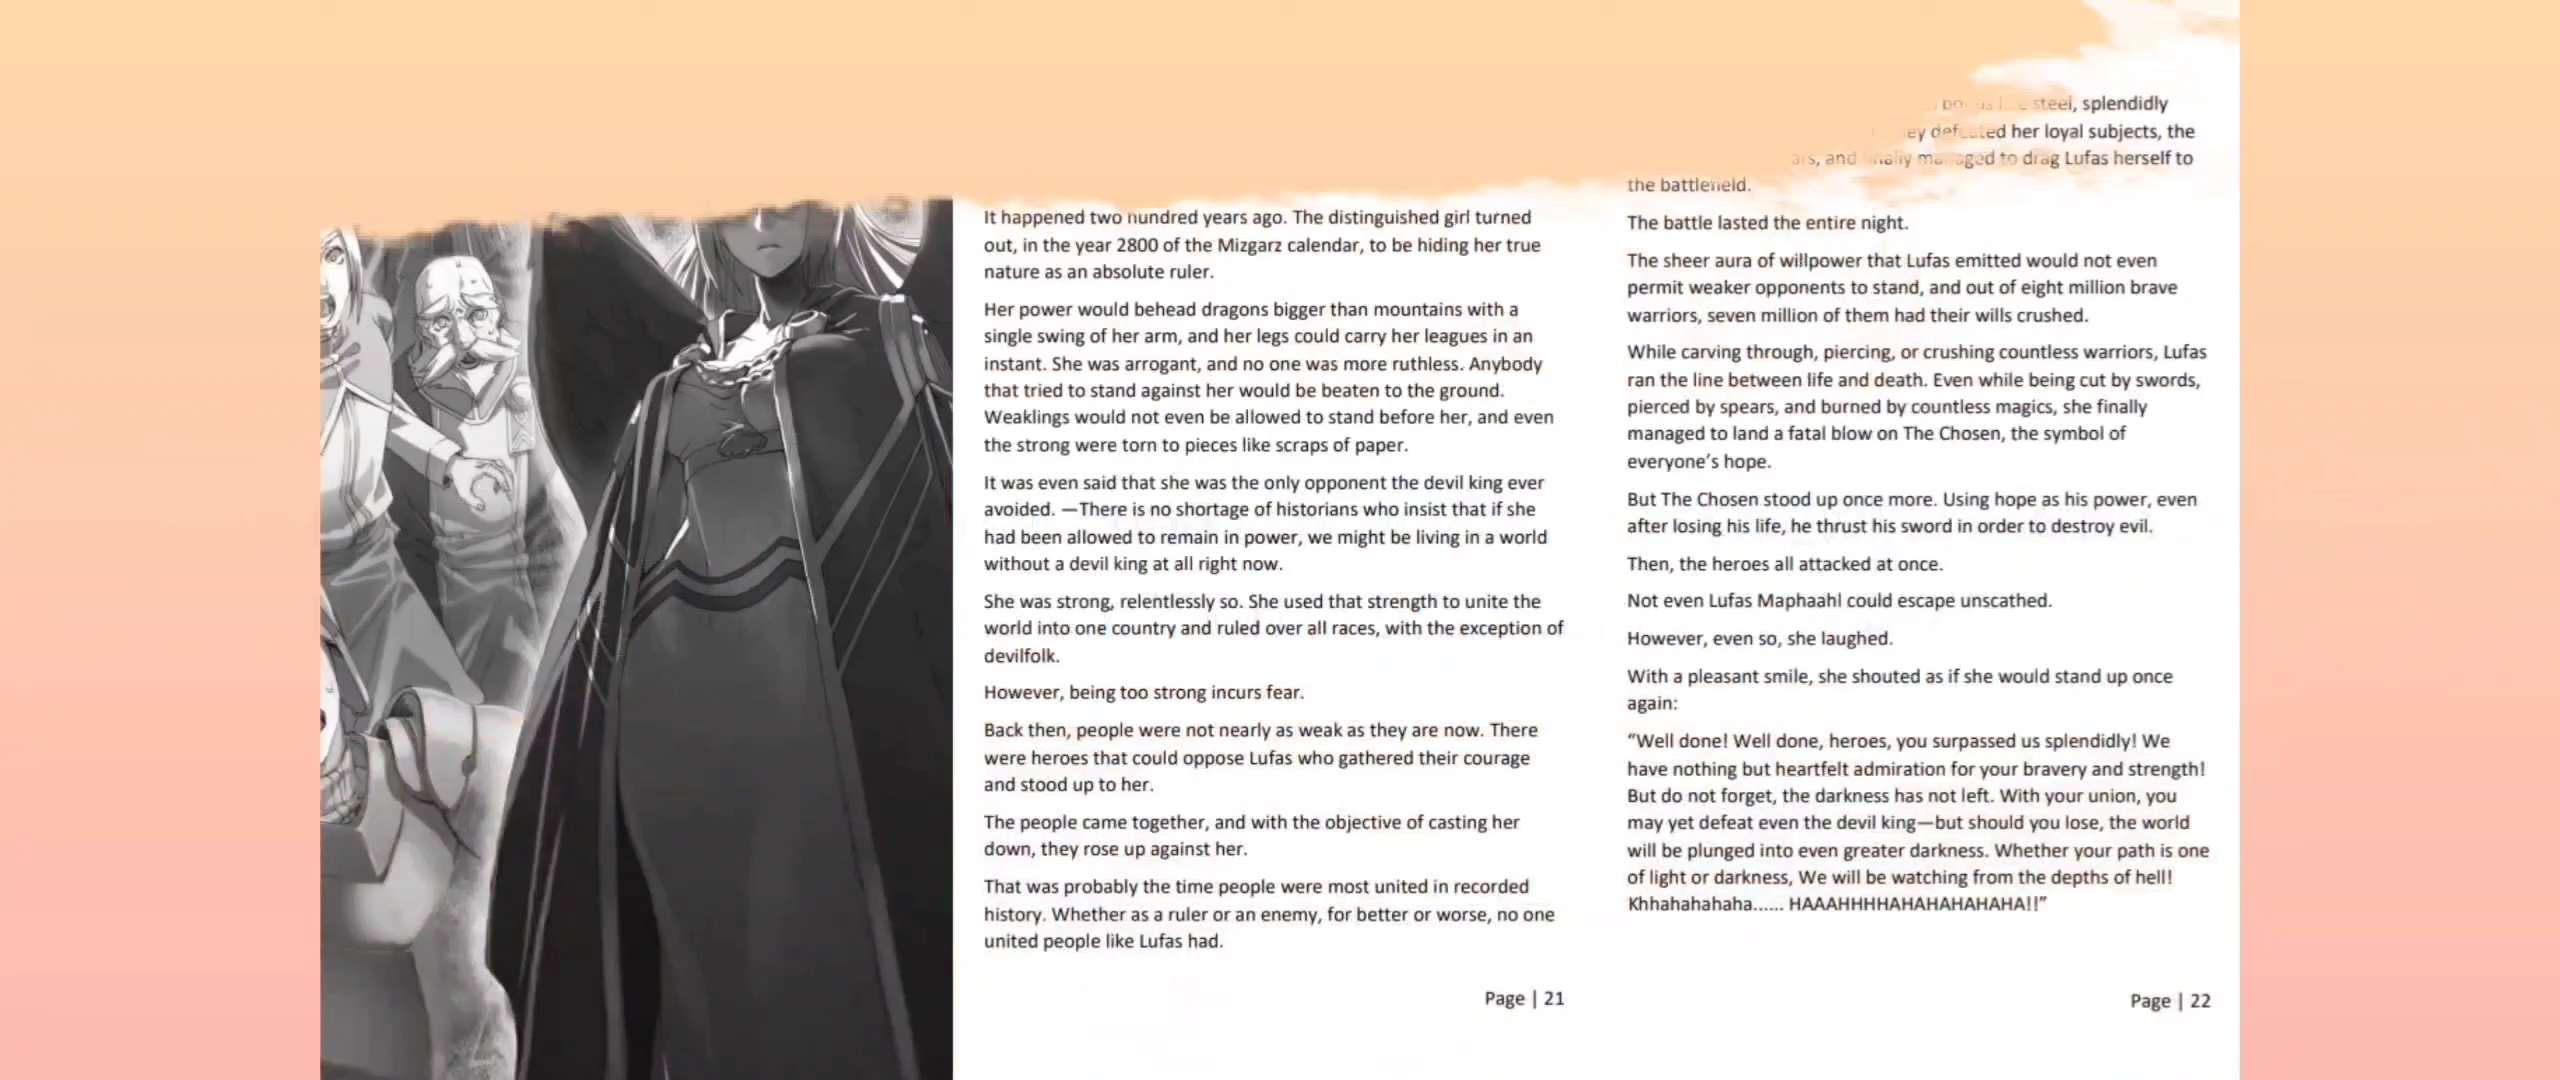 It happened two hundred years ago. The distinguished girl turned
out, in the year 2800 of the Mizgarz calendar, to be hiding her true
nature as an absolute ruler.
Her power would behead dragons bigger than mountains with a
single swing of her arm, and her legs could carry her leagues in an
instant. She was arrogant, and no one was more ruthless. Anybody
that tried to stand against her would be beaten to the ground.
Weaklings would not even be allowed to stand before her, and even
the strong were torn to pieces like scraps of paper.
It was even said that she was the only opponent the devil king ever
avoided. —There is no shortage of historians who insist that if she
had been allowed to remain in power, we might be living in a world
without a devil king at all right now.
She was strong, relentlessly so. She used that strength to unite the
world into one country and ruled over all races, with the exception of
devilfolk.
However, being too strong incurs fear.
Back then, people were not nearly as weak as they are now. There
were heroes that could oppose Lufas who gathered their courage
and stood up to her.
The people came together, and with the objective of casting her
down, they rose up against her.
That was probably the time people were most united in recorded
history. Whether as a ruler or an enemy, for better or worse, no one
united people like Lufas had.
Page | 21
steel, splendidly
defeated her loyal subjects, the
and finally managed to drag Lufas herself to
the battlefield.
The battle lasted the entire night.
The sheer aura of willpower that Lufas emitted would not even
permit weaker opponents to stand, and out of eight million brave
warriors, seven million of them had their wills crushed.
While carving through, piercing, or crushing countless warriors, Lufas
ran the line between life and death. Even while being cut by swords,
pierced by spears, and burned by countless magics, she finally
managed to land a fatal blow on The Chosen, the symbol of
everyone’s hope.
But The Chosen stood up once more. Using hope as his power, even
after losing his life, he thrust his sword in order to destroy evil.
Then, the heroes all attacked at once.
Not even Lufas Maphaahl could escape unscathed.
However, even so, she laughed.
With a pleasant smile, she shouted as if she would stand up once
again:
“Well done! Well done, heroes, you surpassed us splendidly! We
have nothing but heartfelt admiration for your bravery and strength!
But do not forget, the darkness has not left. With your union, you
may yet defeat even the devil king—but should you lose, the world
will be plunged into even greater darkness. Whether your path is one
of light or darkness, We will be watching from the depths of hell!
Khhahahahaha...... HAAAHHHHAHAHAHAHAHA!!”
Page | 22